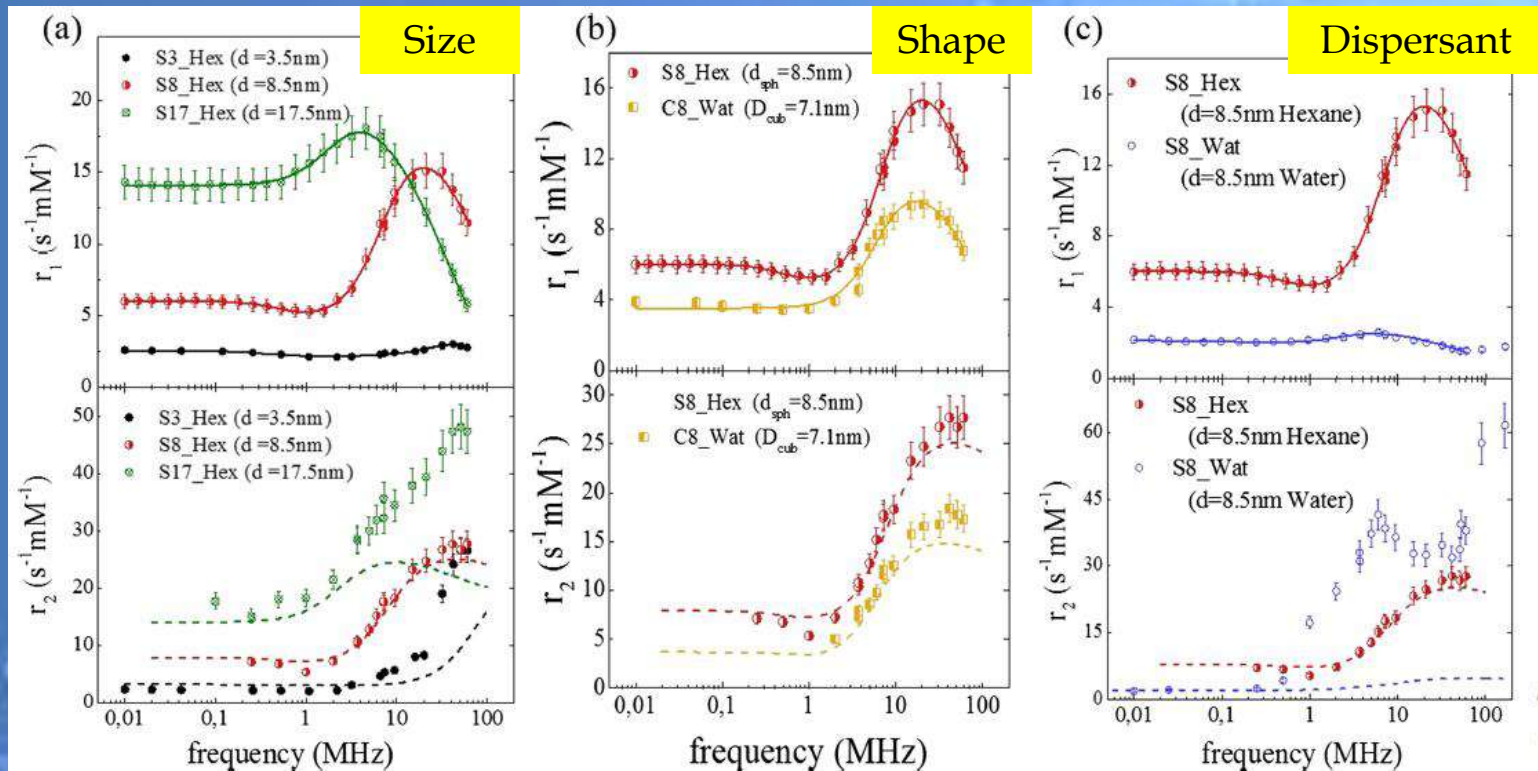 (a)
Size
S3_Hex (d =3.5nm)
S8_Hex (d =8.5nm)
S17_Hex (d =17.5nm)
r1 (s-1mM-1)
20
15
10
5
0
S3_Hex (d =3.5nm)
S8_Hex (d =8.5nm)
S17_Hex (d =17.5nm)
r2 (s-1mM-1)
50
40
30
20
10
0
0,01 0,1 1 10 100
frequency (MHz)
(b)
Shape
S8_Hex (dsph=8.5nm)
C8_Wat (Dcub=7.1nm)
r1 (s-1mM-1)
16
12
8
4
0
S8_Hex (dsph=8.5nm)
C8_Wat (Dcub=7.1nm)
r2 (s-1mM-1)
30
25
20
15
10
5
0
0,01 0,1 1 10 100
frequency (MHz)
(c)
Dispersant
S8_Hex
(d=8.5nm Hexane)
S8_Wat
(d=8.5nm Water)
r1 (s-1mM-1)
16
12
8
4
0
S8_Hex
(d=8.5nm Hexane)
S8_Wat
(d=8.5nm Water)
r2 (s-1mM-1)
60
45
30
15
0
0,01 0,1 1 10 100
frequency (MHz)